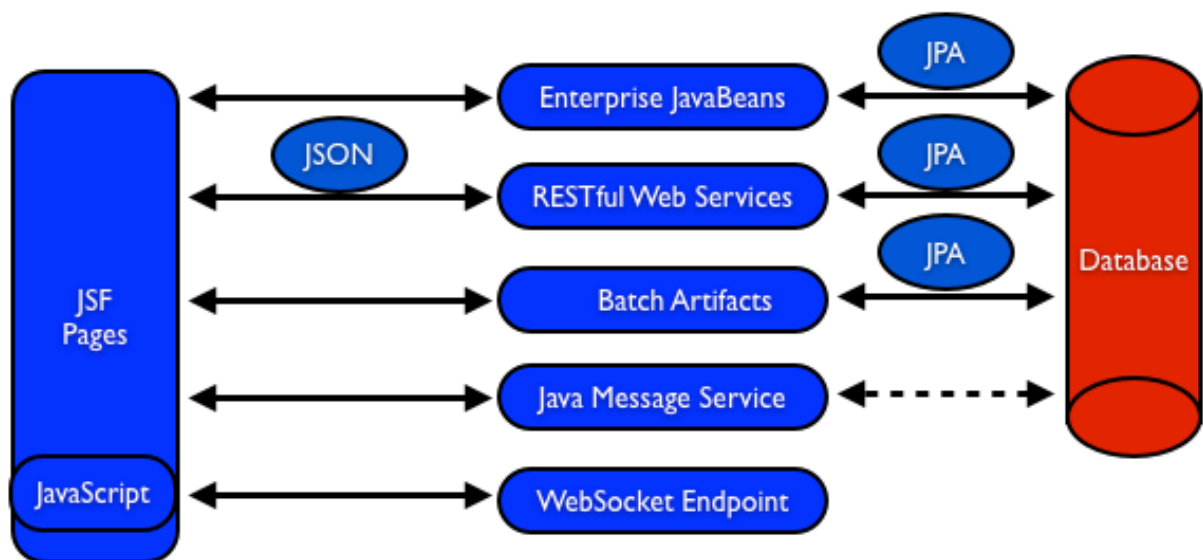 JPA
Enterprise JavaBeans
JSON
JPA
RESTful Web Services
JPA
Database
JSF
Pages
Batch Artifacts
Java Message Service
JavaScript
WebSocket Endpoint